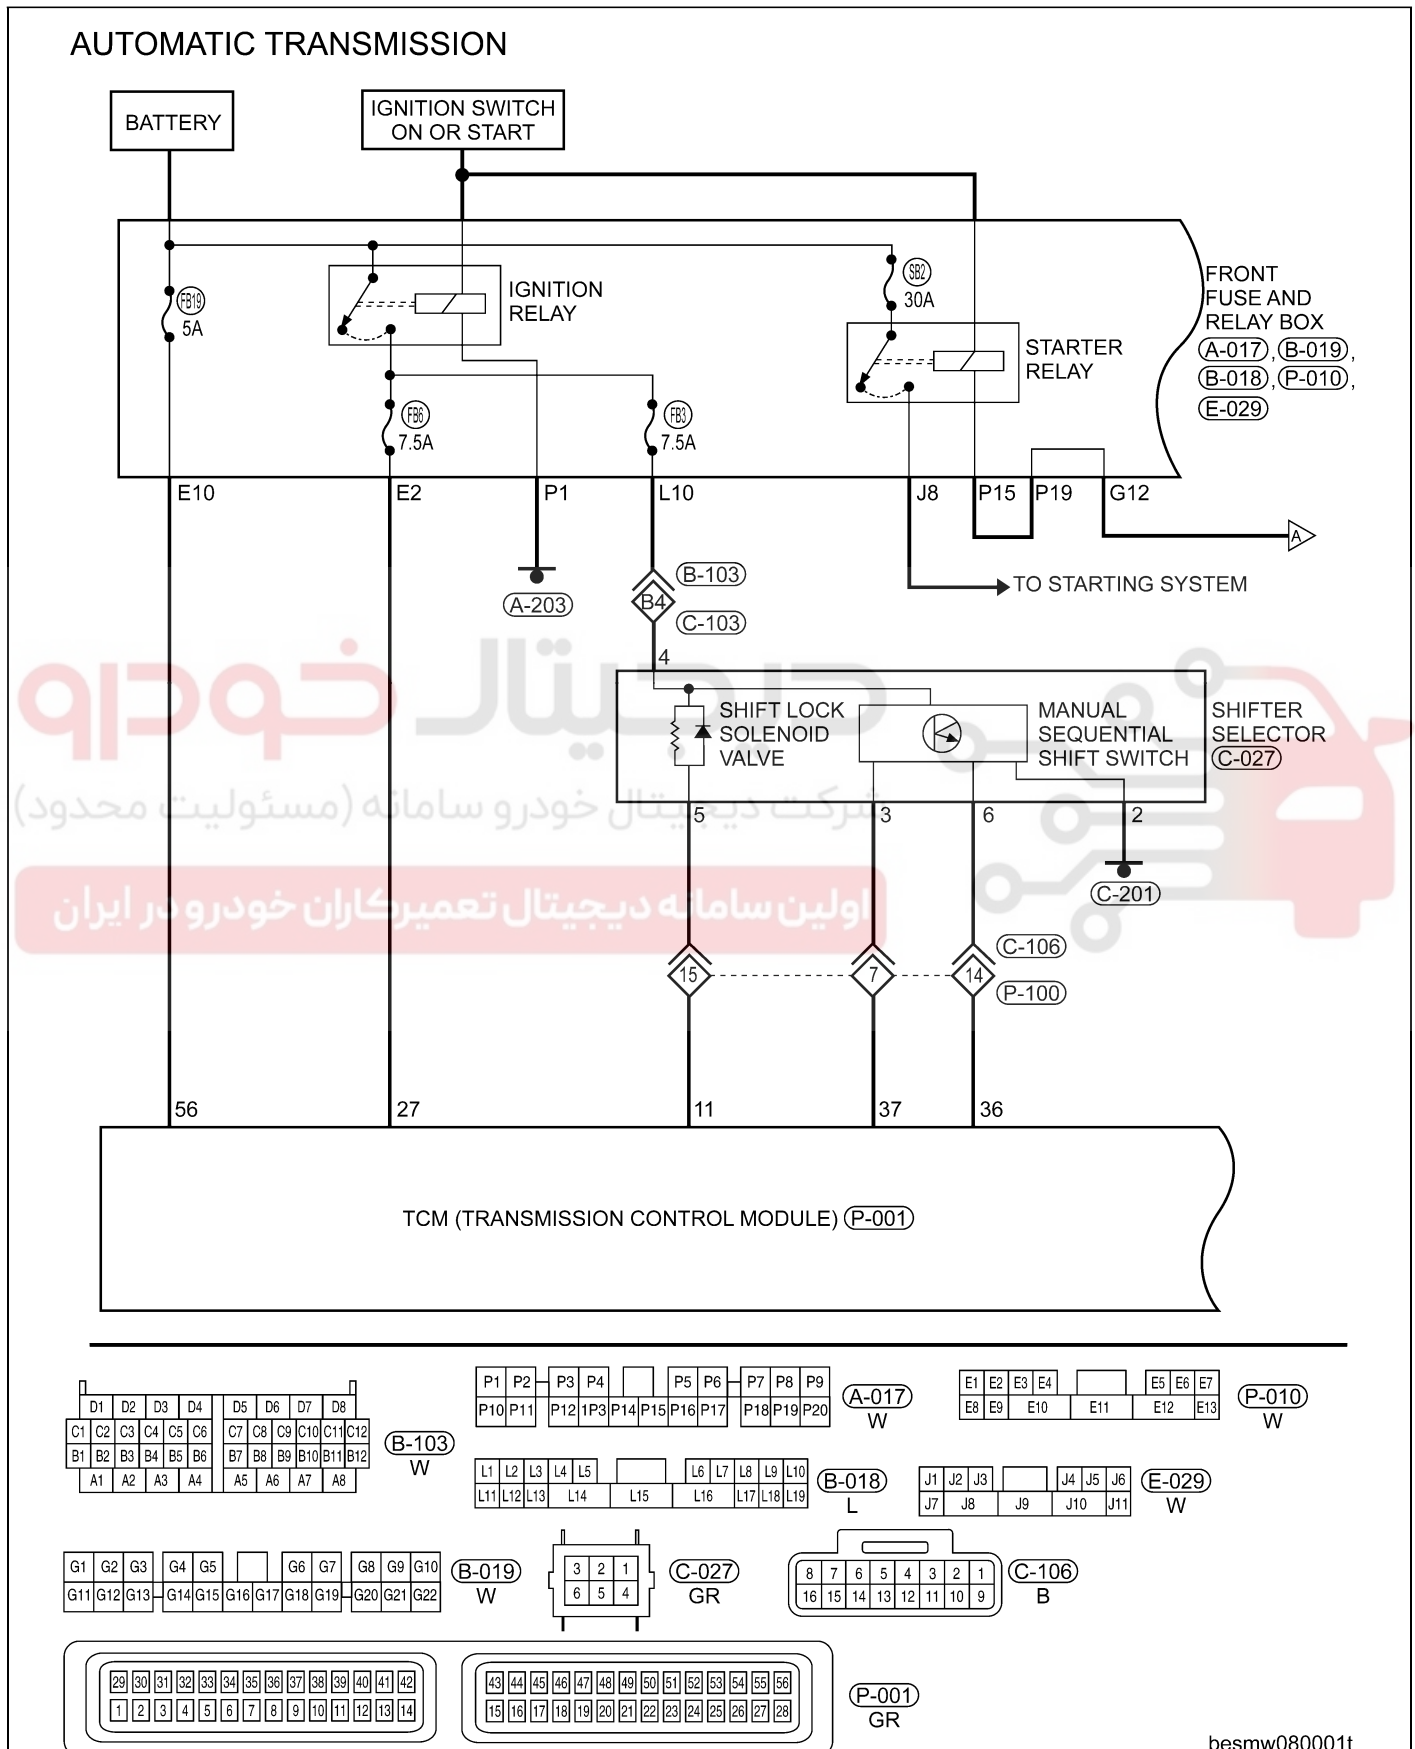 AUTOMATIC TRANSMISSION
BATTERY
IGNITION SWITCH
ON OR START
FB19
5A
IGNITION
RELAY
SB2
30A
STARTER
RELAY
FRONT
FUSE AND
RELAY BOX
A-017, B-019,
B-018, P-010,
E-029
FB6
7.5A
FB3
7.5A
E10 E2 P1 L10 J8 P15 P19 G12
A
A-203
B-103
B4
C-103
TO STARTING SYSTEM
دیجیتال خودرو
4
SHIFT LOCK
SOLENOID
VALVE
MANUAL
SEQUENTIAL
SHIFT SWITCH
SHIFTER
SELECTOR
C-027
شرکت دیجیتال خودرو سامانه (مسئولیت محدود)
5 3 6 2
C-201
اولین سامانه دیجیتال تعمیرکاران خودرو در ایران
15 7 14
C-106
P-100
56 27 11 37 36
TCM (TRANSMISSION CONTROL MODULE) P-001
D1 D2 D3 D4 D5 D6 D7 D8
C1 C2 C3 C4 C5 C6 C7 C8 C9 C10 C11 C12
B1 B2 B3 B4 B5 B6 B7 B8 B9 B10 B11 B12
A1 A2 A3 A4 A5 A6 A7 A8
B-103
W
P1 P2 P3 P4 P5 P6 P7 P8 P9
P10 P11 P12 1P3 P14 P15 P16 P17 P18 P19 P20
A-017
W
E1 E2 E3 E4 E5 E6 E7
E8 E9 E10 E11 E12 E13
P-010
W
L1 L2 L3 L4 L5 L6 L7 L8 L9 L10
L11 L12 L13 L14 L15 L16 L17 L18 L19
B-018
L
J1 J2 J3 J4 J5 J6
J7 J8 J9 J10 J11
E-029
W
G1 G2 G3 G4 G5 G6 G7 G8 G9 G10
G11 G12 G13 G14 G15 G16 G17 G18 G19 G20 G21 G22
B-019
W
3 2 1
6 5 4
C-027
GR
8 7 6 5 4 3 2 1
16 15 14 13 12 11 10 9
C-106
B
29 30 31 32 33 34 35 36 37 38 39 40 41 42
1 2 3 4 5 6 7 8 9 10 11 12 13 14
43 44 45 46 47 48 49 50 51 52 53 54 55 56
15 16 17 18 19 20 21 22 23 24 25 26 27 28
P-001
GR
besmw080001t